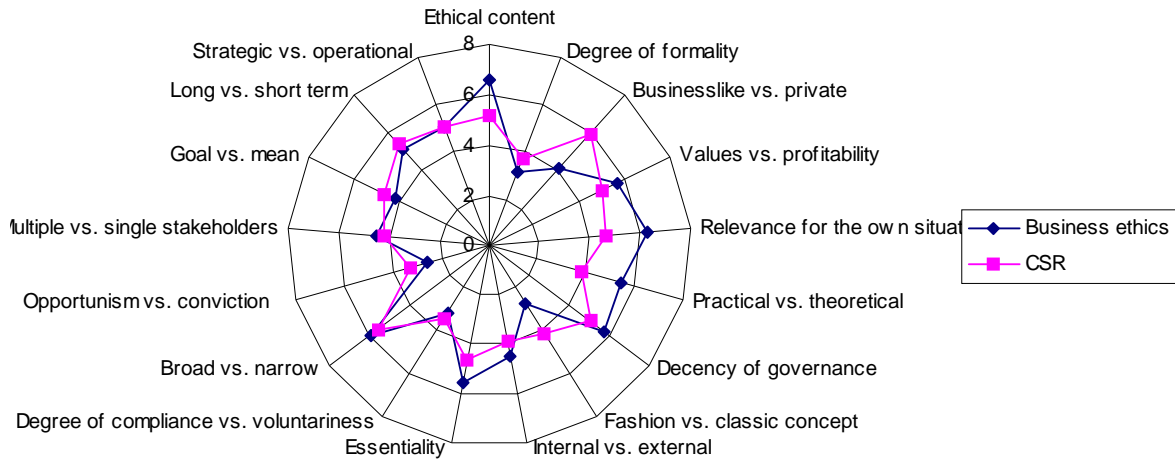 Ethical content
Strategic vs. operational
8
Degree of formality
Long vs. short term
6
Businesslike vs. private
Goal vs. mean
4
Values vs. profitability
2
Multiple vs. single stakeholders
0
Relevance for the own situat
Business ethics
CSR
Opportunism vs. conviction
Practical vs. theoretical
Broad vs. narrow
Decency of governance
Degree of compliance vs. voluntariness
Fashion vs. classic concept
Essentiality
Internal vs. external